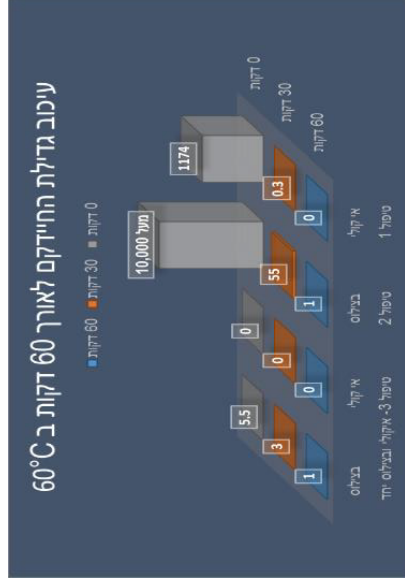 עיכוב גדילת החיידקם לאורך 60 דקות ב 60°C
60 דקות 30 דקות 0 דקות
מעל 10,000
1174
0
5.5
0 דקות
55
0.3
0
3
30 דקות
1
0
0
1
60 דקות
בצילוס
אי קולי
בצילוס
אי קולי
טיפול 3- איקולי ובצילוס יחד
טיפול 2
טיפול 1